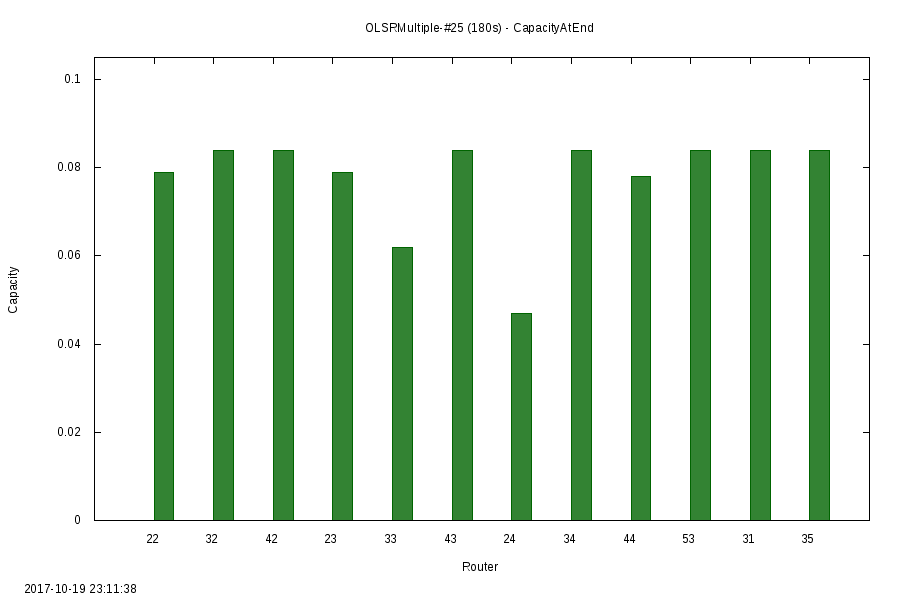 OLSRMultiple-#25 (180s) - CapacityAtEnd
0.1
0.08
0.06
0.04
0.02
0
Capacity
22 32 42 23 33 43 24 34 44 53 31 35
Router
2017-10-19 23:11:38